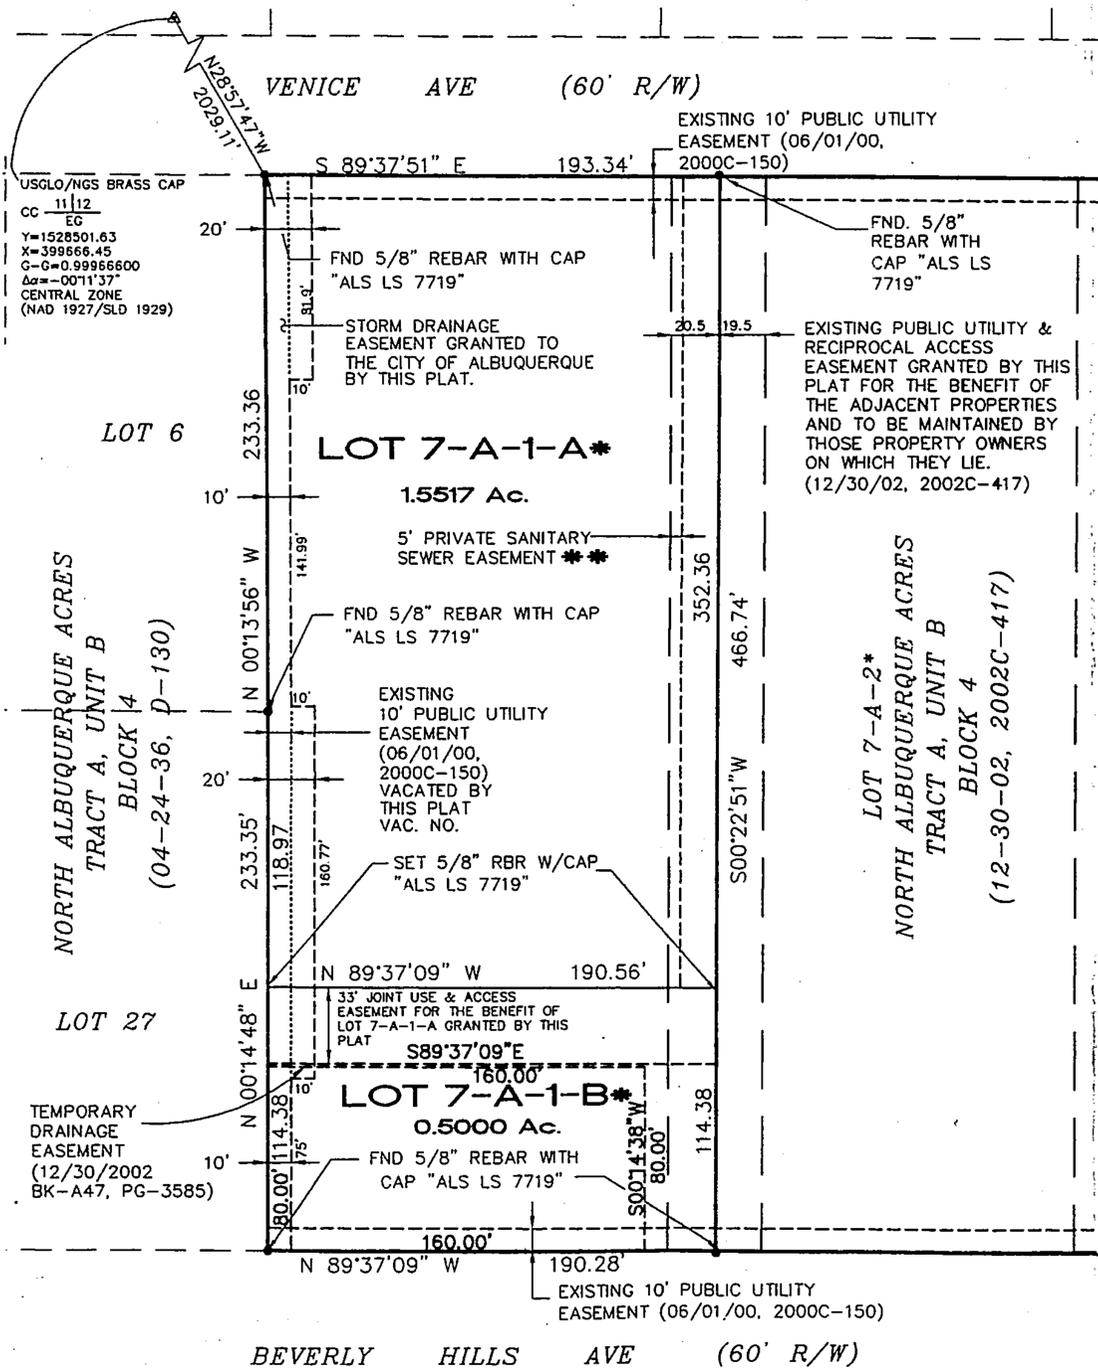 VENICE AVE (60' R/W)
N28°57'47"W
2029.11'
EXISTING 10' PUBLIC UTILITY
EASEMENT (06/01/00,
2000C-150)
S 89°37'51" E 193.34'
USGLO/NGS BRASS CAP
CC 11|12
EG
Y=1528501.63
X=399666.45
G-G=0.99966600
Δα=-00°11'37"
CENTRAL ZONE
(NAD 1927/SLD 1929)
20'
FND 5/8" REBAR WITH CAP
"ALS LS 7719"
FND. 5/8"
REBAR WITH
CAP "ALS LS
7719"
81.9'
STORM DRAINAGE
EASEMENT GRANTED TO
THE CITY OF ALBUQUERQUE
BY THIS PLAT.
10'
20.5 19.5
EXISTING PUBLIC UTILITY &
RECIPROCAL ACCESS
EASEMENT GRANTED BY THIS
PLAT FOR THE BENEFIT OF
THE ADJACENT PROPERTIES
AND TO BE MAINTAINED BY
THOSE PROPERTY OWNERS
ON WHICH THEY LIE.
(12/30/02, 2002C-417)
LOT 6
233.36
LOT 7-A-1-A*
1.5517 Ac.
10'
5' PRIVATE SANITARY
SEWER EASEMENT **
141.99'
N 00°13'56" W
352.36
466.74'
S00°22'51"W
FND 5/8" REBAR WITH CAP
"ALS LS 7719"
NORTH ALBUQUERQUE ACRES
TRACT A, UNIT B
BLOCK 4
(04-24-36, D-130)
LOT 7-A-2*
NORTH ALBUQUERQUE ACRES
TRACT A, UNIT B
BLOCK 4
(12-30-02, 2002C-417)
10'
EXISTING
10' PUBLIC UTILITY
EASEMENT
(06/01/00,
2000C-150)
VACATED BY
THIS PLAT
VAC. NO.
20'
233.35'
118.97
160.77'
SET 5/8" RBR W/CAP
"ALS LS 7719"
N 89°37'09" W 190.56'
33' JOINT USE & ACCESS
EASEMENT FOR THE BENEFIT OF
LOT 7-A-1-A GRANTED BY THIS
PLAT
LOT 27
N 00°14'48" E
S89°37'09"E
160.00'
10'
LOT 7-A-1-B*
0.5000 Ac.
TEMPORARY
DRAINAGE
EASEMENT
(12/30/2002
BK-A47, PG-3585)
114.38
80.00'
75'
10'
FND 5/8" REBAR WITH
CAP "ALS LS 7719"
S00°14'38"W
80.00'
114.38
160.00'
N 89°37'09" W 190.28'
EXISTING 10' PUBLIC UTILITY
EASEMENT (06/01/00, 2000C-150)
BEVERLY HILLS AVE (60' R/W)